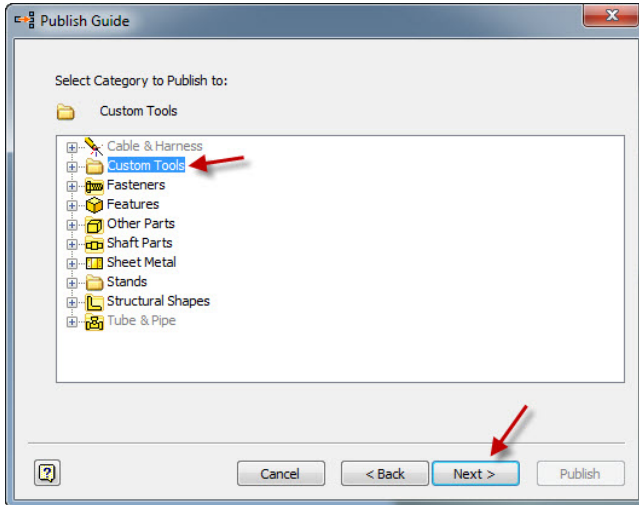 Publish Guide
Select Category to Publish to:
Custom Tools
Cable & Harness
Custom Tools
Fasteners
Features
Other Parts
Shaft Parts
Sheet Metal
Stands
Structural Shapes
Tube & Pipe
Cancel < Back Next > Publish